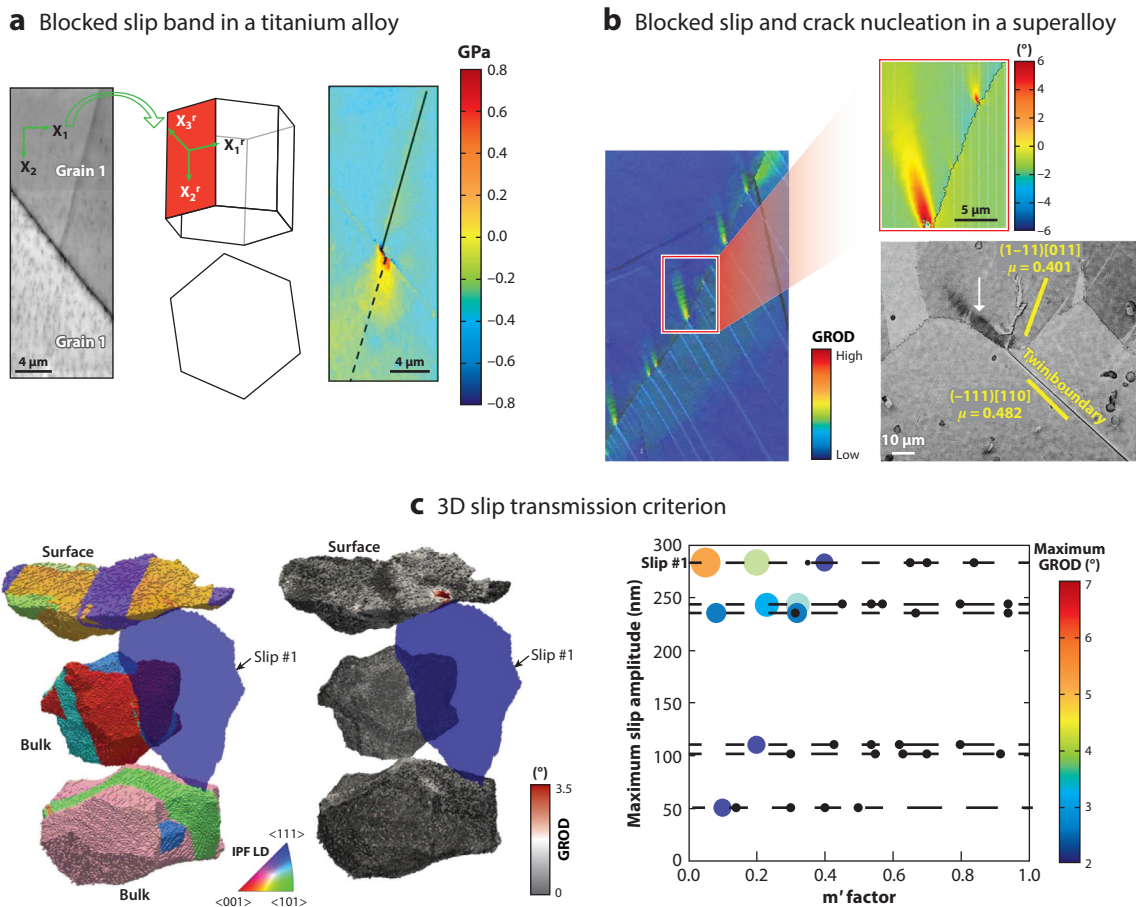 a Blocked slip band in a titanium alloy
GPa
0.8
0.6
0.4
0.2
0.0
−0.2
−0.4
−0.6
−0.8
X₁
X₂
Grain 1
Grain 1
4 μm
X₃ʳ
X₁ʳ
X₂ʳ
4 μm
b Blocked slip and crack nucleation in a superalloy
(°)
6
4
2
0
−2
−4
−6
5 μm
GROD
High
Low
(1–11)[011]
μ = 0.401
Twin boundary
(–111)[110]
μ = 0.482
10 μm
c 3D slip transmission criterion
Surface
Slip #1
Bulk
Bulk
IPF LD
<111>
<001>
<101>
Surface
Slip #1
(°)
3.5
GROD
0
Maximum slip amplitude (nm)
300
Slip #1
250
200
150
100
50
0
0.0 0.2 0.4 0.6 0.8 1.0
m′ factor
Maximum
GROD (°)
7
6
5
4
3
2